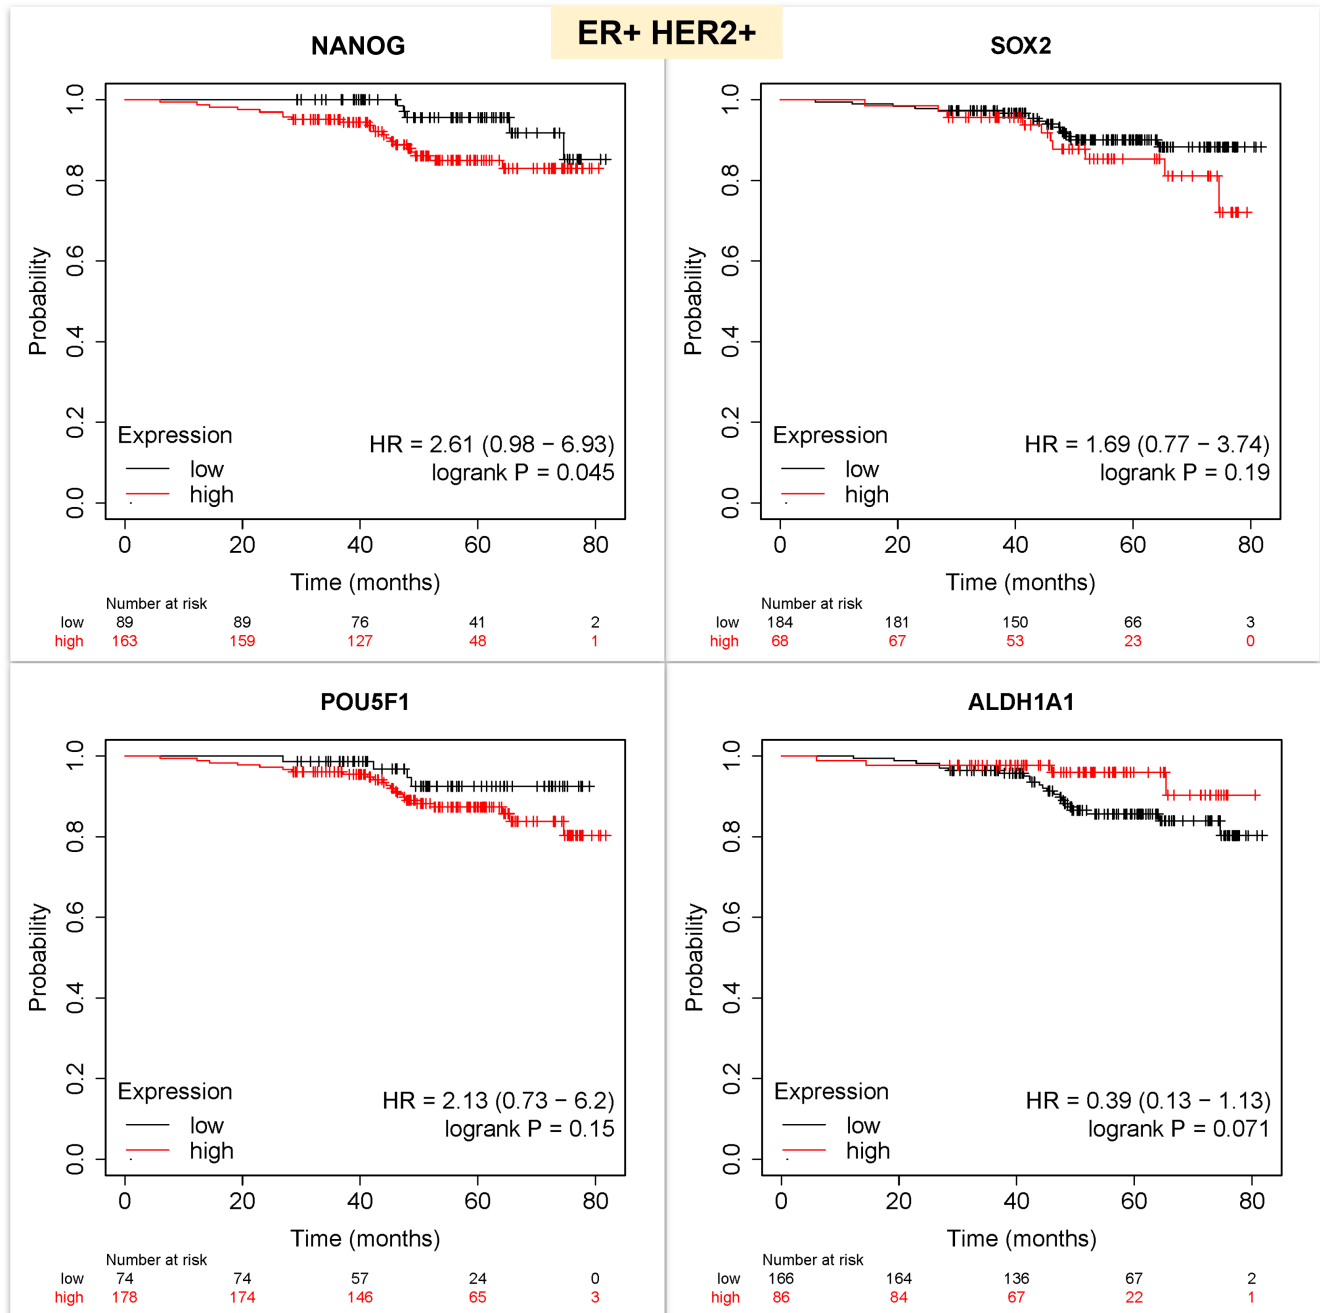 ER+ HER2+
NANOG
Probability
1.0
0.8
0.6
0.4
0.2
0.0
Expression
low
high
HR = 2.61 (0.98 − 6.93)
logrank P = 0.045
0 20 40 60 80
Time (months)
Number at risk
low 89 89 76 41 2
high 163 159 127 48 1
SOX2
Probability
1.0
0.8
0.6
0.4
0.2
0.0
Expression
low
high
HR = 1.69 (0.77 − 3.74)
logrank P = 0.19
0 20 40 60 80
Time (months)
Number at risk
low 184 181 150 66 3
high 68 67 53 23 0
POU5F1
Probability
1.0
0.8
0.6
0.4
0.2
0.0
Expression
low
high
HR = 2.13 (0.73 − 6.2)
logrank P = 0.15
0 20 40 60 80
Time (months)
Number at risk
low 74 74 57 24 0
high 178 174 146 65 3
ALDH1A1
Probability
1.0
0.8
0.6
0.4
0.2
0.0
Expression
low
high
HR = 0.39 (0.13 − 1.13)
logrank P = 0.071
0 20 40 60 80
Time (months)
Number at risk
low 166 164 136 67 2
high 86 84 67 22 1